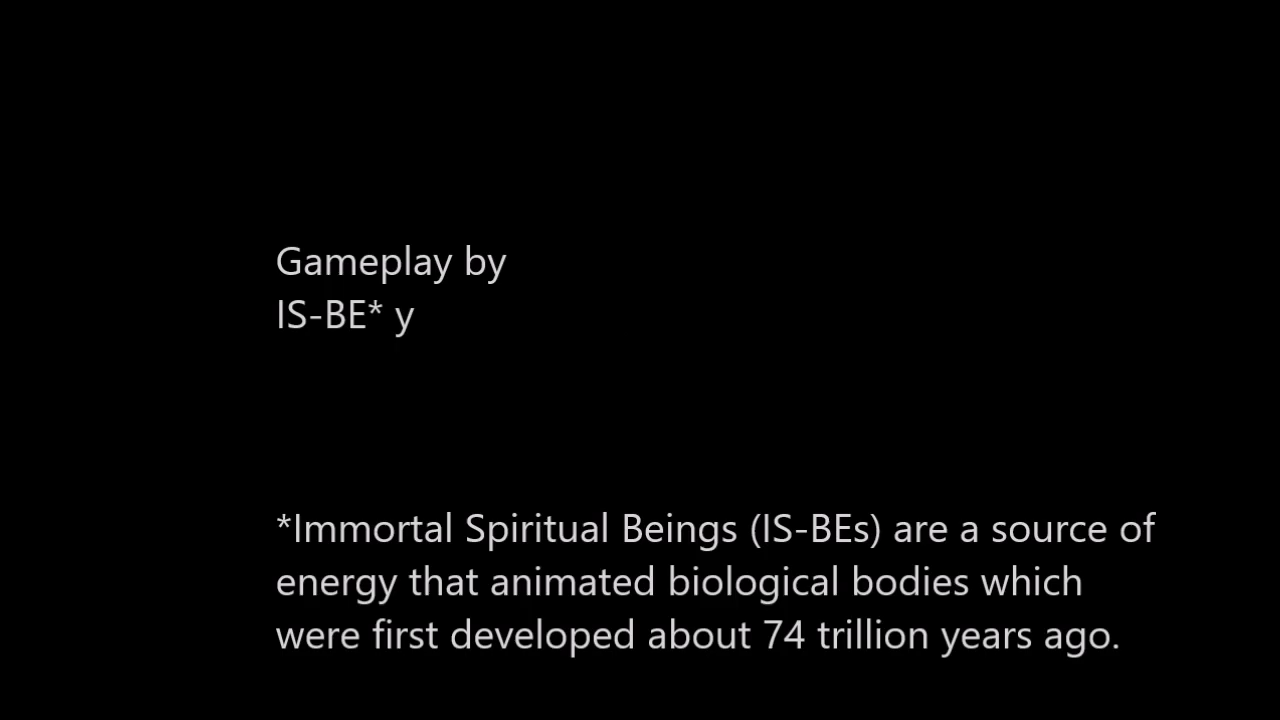 Gameplay by
IS-BE* y
*Immortal Spiritual Beings (IS-BEs) are a source of
energy that animated biological bodies which
were first developed about 74 trillion years ago.